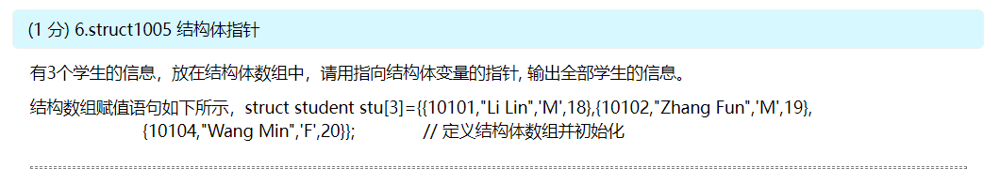 (1 分) 6.struct1005 结构体指针
有3个学生的信息，放在结构体数组中，请用指向结构体变量的指针, 输出全部学生的信息。
结构数组赋值语句如下所示，struct student stu[3]={{10101,"Li Lin",'M',18},{10102,"Zhang Fun",'M',19},
{10104,"Wang Min",'F',20}}; // 定义结构体数组并初始化